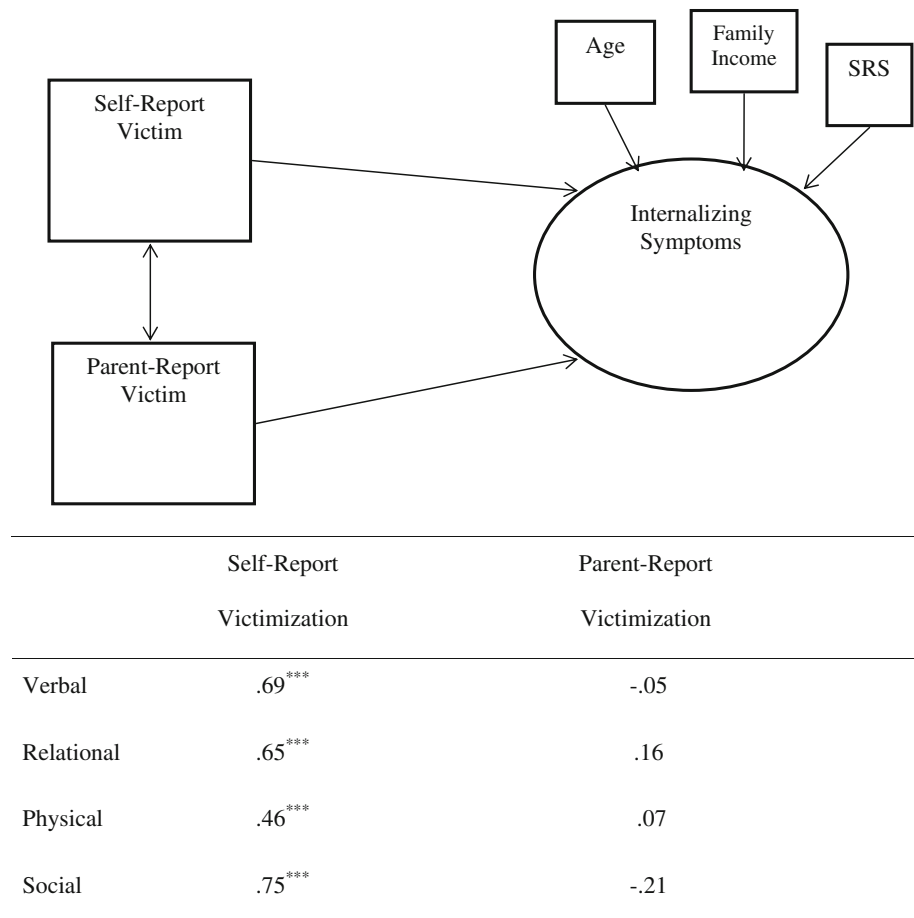 Age
Family
Income
SRS
Self-Report
Victim
Internalizing
Symptoms
Parent-Report
Victim
Self-Report Parent-Report
Victimization Victimization
Verbal .69*** -.05
Relational .65*** .16
Physical .46*** .07
Social .75*** -.21